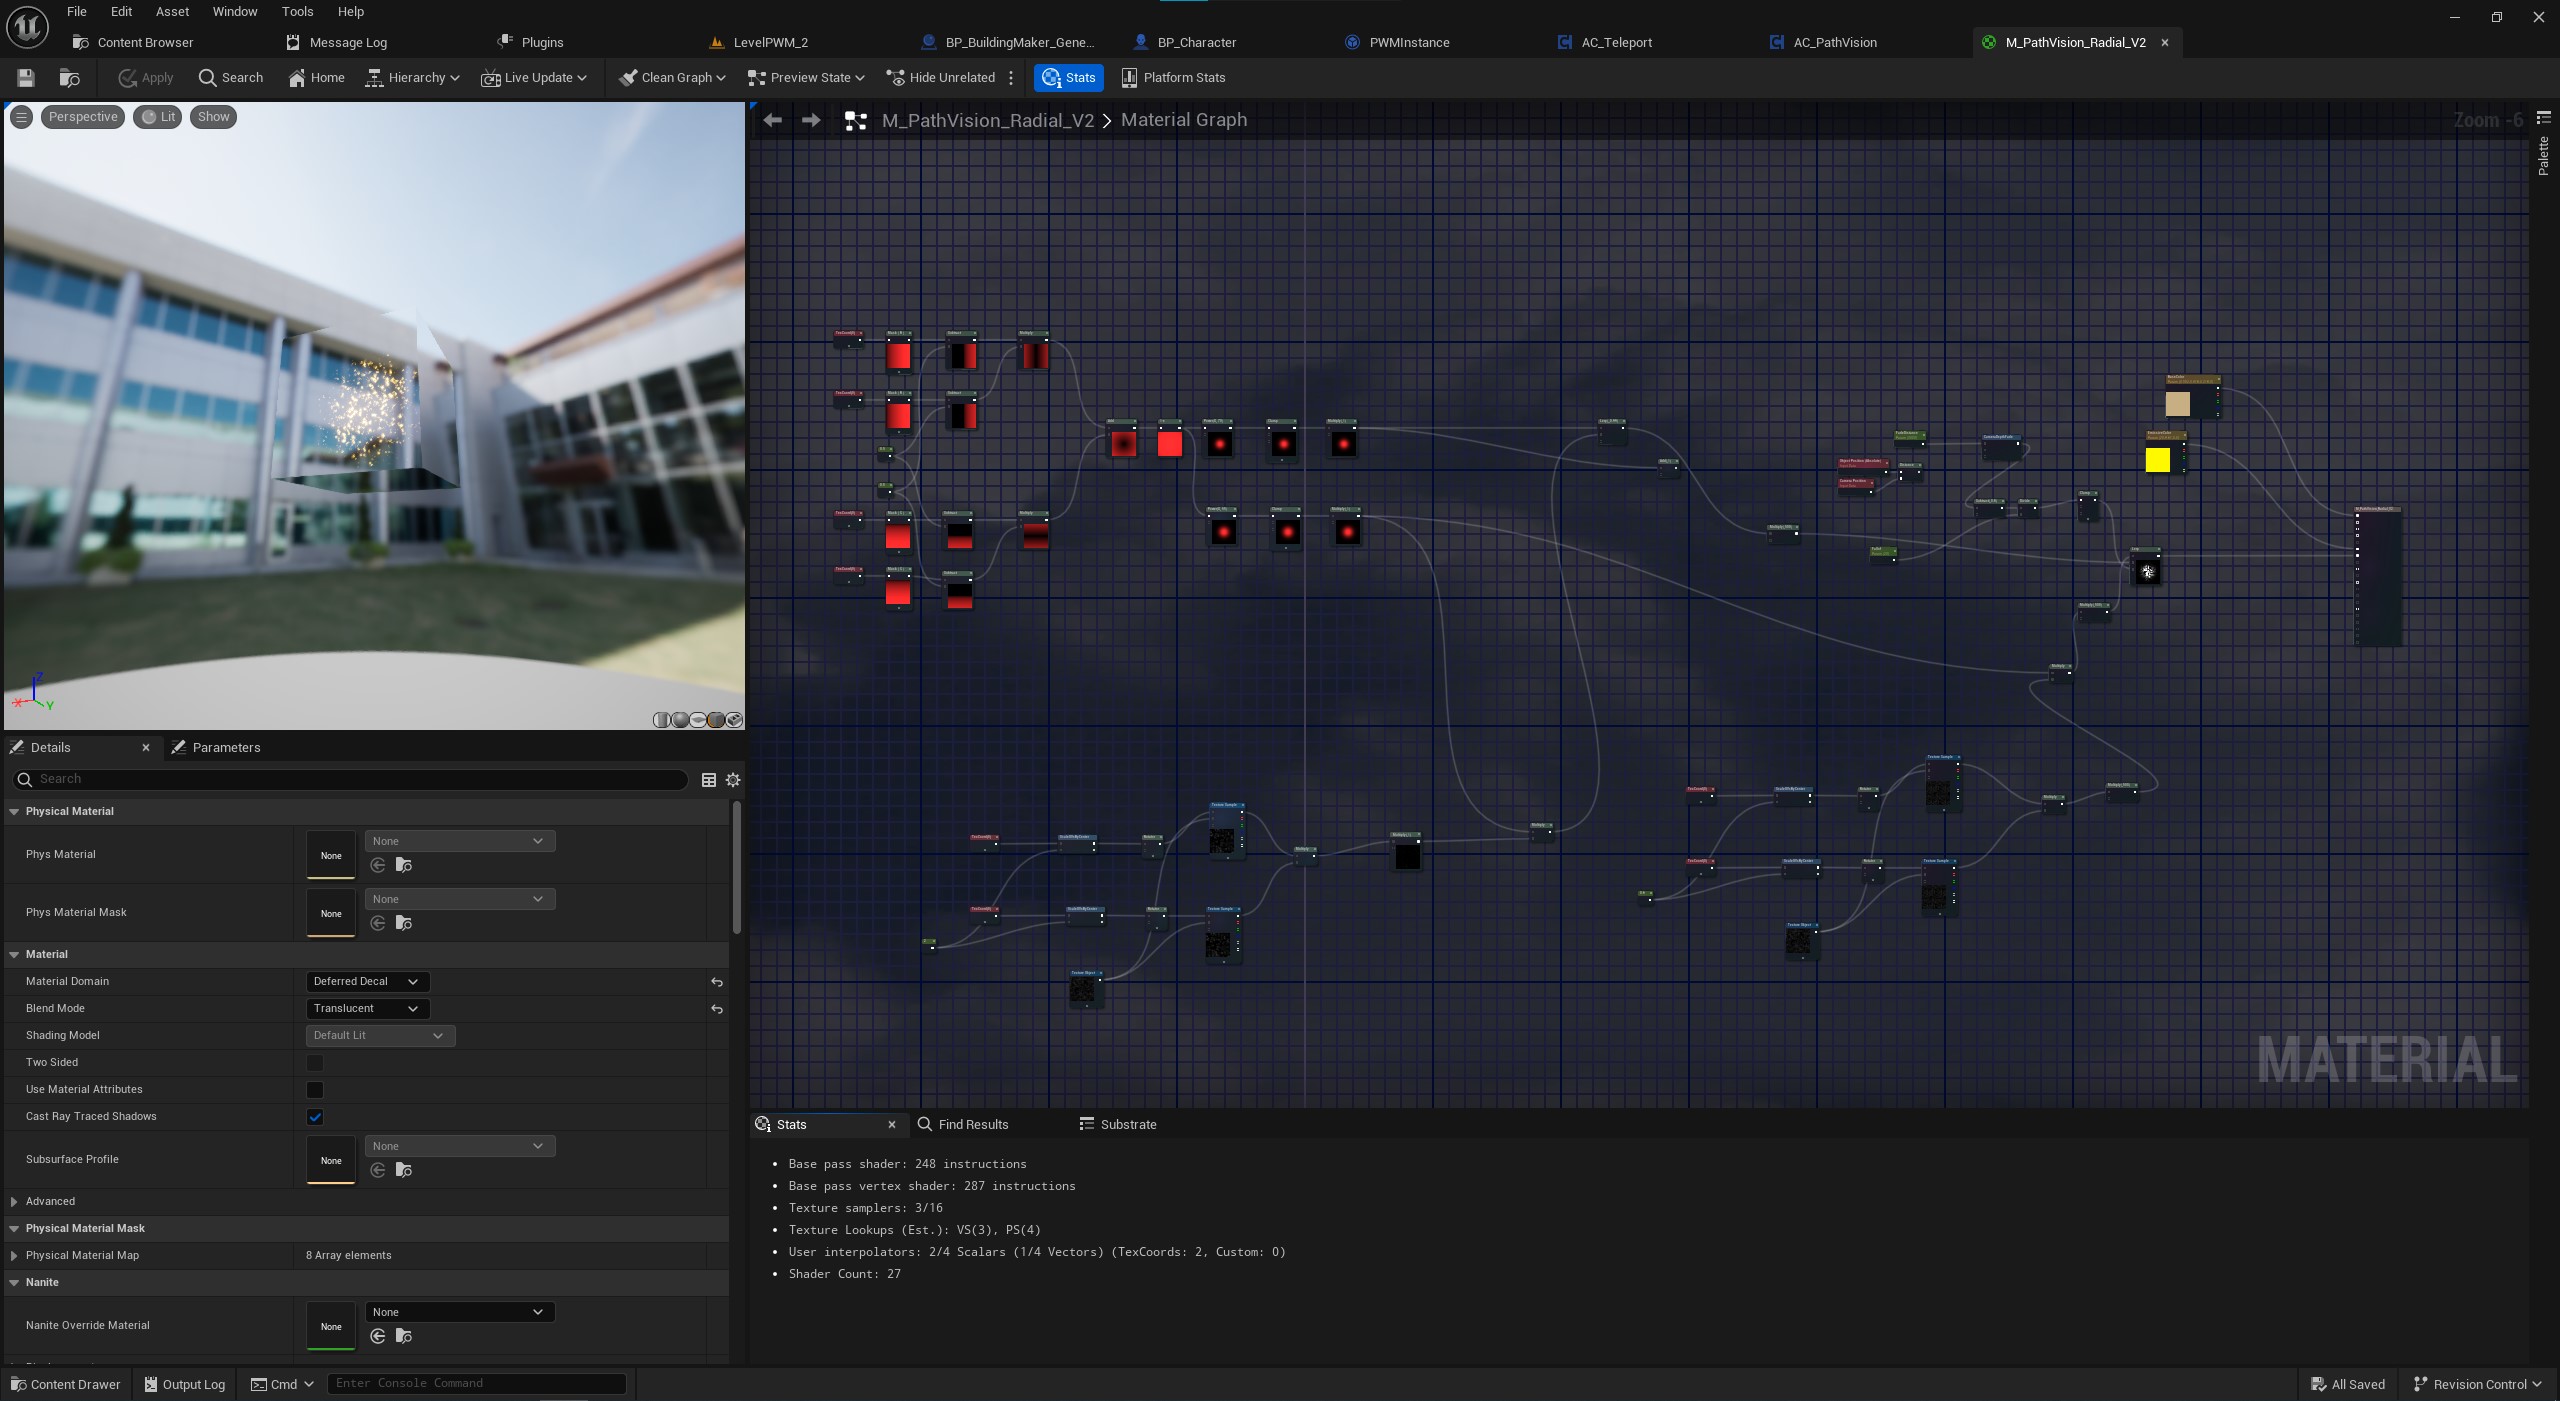 File Edit Asset Window Tools Help
Content Browser Message Log Plugins LevelPWM_2 BP_BuildingMaker_Gene... BP_Character PWMInstance AC_Teleport AC_PathVision M_PathVision_Radial_V2
Apply Search Home Hierarchy Live Update Clean Graph Preview State Hide Unrelated Stats Platform Stats
Perspective Lit Show
M_PathVision_Radial_V2 > Material Graph
Zoom -6
Palette
Z
X
Y
MATERIAL
Details Parameters
Search
Physical Material
Phys Material None None
Phys Material Mask None None
Material
Material Domain Deferred Decal
Blend Mode Translucent
Shading Model Default Lit
Two Sided
Use Material Attributes
Cast Ray Traced Shadows
Subsurface Profile None None
Advanced
Physical Material Mask
Physical Material Map 8 Array elements
Nanite
Nanite Override Material None None
Stats Find Results Substrate
Base pass shader: 248 instructions
Base pass vertex shader: 287 instructions
Texture samplers: 3/16
Texture Lookups (Est.): VS(3), PS(4)
User interpolators: 2/4 Scalars (1/4 Vectors) (TexCoords: 2, Custom: 0)
Shader Count: 27
Content Drawer Output Log Cmd Enter Console Command All Saved Revision Control